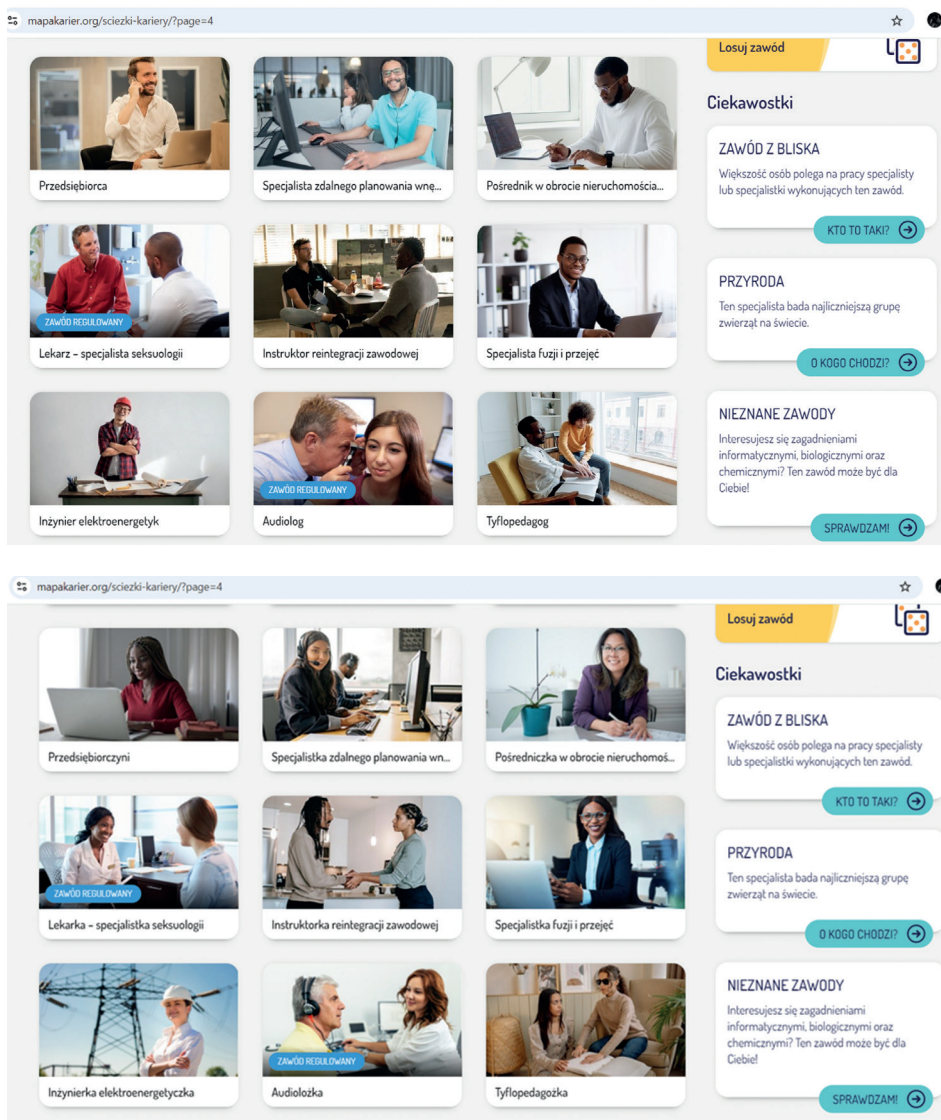 mapakarier.org/sciezki-kariery/?page=4
Losuj zawód
Przedsiębiorca
Specjalista zdalnego planowania wnę...
Pośrednik w obrocie nieruchomościa...
ZAWÓD REGULOWANY
Lekarz – specjalista seksuologii
Instruktor reintegracji zawodowej
Specjalista fuzji i przejęć
Inżynier elektroenergetyk
ZAWÓD REGULOWANY
Audiolog
Tyflopedagog
Ciekawostki
ZAWÓD Z BLISKA
Większość osób polega na pracy specjalisty
lub specjalistki wykonujących ten zawód.
KTO TO TAKI?
PRZYRODA
Ten specjalista bada najliczniejszą grupę
zwierząt na świecie.
O KOGO CHODZI?
NIEZNANE ZAWODY
Interesujesz się zagadnieniami
informatycznymi, biologicznymi oraz
chemicznymi? Ten zawód może być dla
Ciebie!
SPRAWDZAM!
mapakarier.org/sciezki-kariery/?page=4
Losuj zawód
Przedsiębiorczyni
Specjalistka zdalnego planowania wn...
Pośredniczka w obrocie nieruchomoś...
ZAWÓD REGULOWANY
Lekarka – specjalistka seksuologii
Instruktorka reintegracji zawodowej
Specjalistka fuzji i przejęć
Inżynierka elektroenergetyczka
ZAWÓD REGULOWANY
Audiolożka
Tyflopedagożka
Ciekawostki
ZAWÓD Z BLISKA
Większość osób polega na pracy specjalisty
lub specjalistki wykonujących ten zawód.
KTO TO TAKI?
PRZYRODA
Ten specjalista bada najliczniejszą grupę
zwierząt na świecie.
O KOGO CHODZI?
NIEZNANE ZAWODY
Interesujesz się zagadnieniami
informatycznymi, biologicznymi oraz
chemicznymi? Ten zawód może być dla
Ciebie!
SPRAWDZAM!